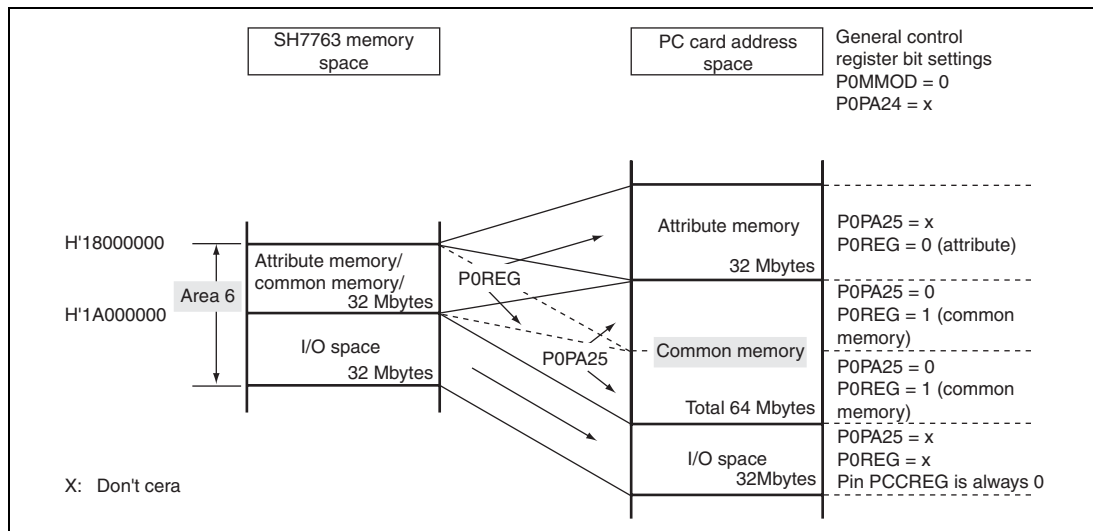 SH7763 memory
space
PC card address
space
General control
register bit settings
P0MMOD = 0
P0PA24 = x
H'18000000
H'1A000000
Area 6
Attribute memory/
common memory/
32 Mbytes
I/O space
32 Mbytes
P0REG
P0PA25
Attribute memory
32 Mbytes
Common memory
Total 64 Mbytes
I/O space
32Mbytes
P0PA25 = x
P0REG = 0 (attribute)
P0PA25 = 0
P0REG = 1 (common
memory)
P0PA25 = 0
P0REG = 1 (common
memory)
P0PA25 = x
P0REG = x
Pin PCCREG is always 0
X: Don't cera